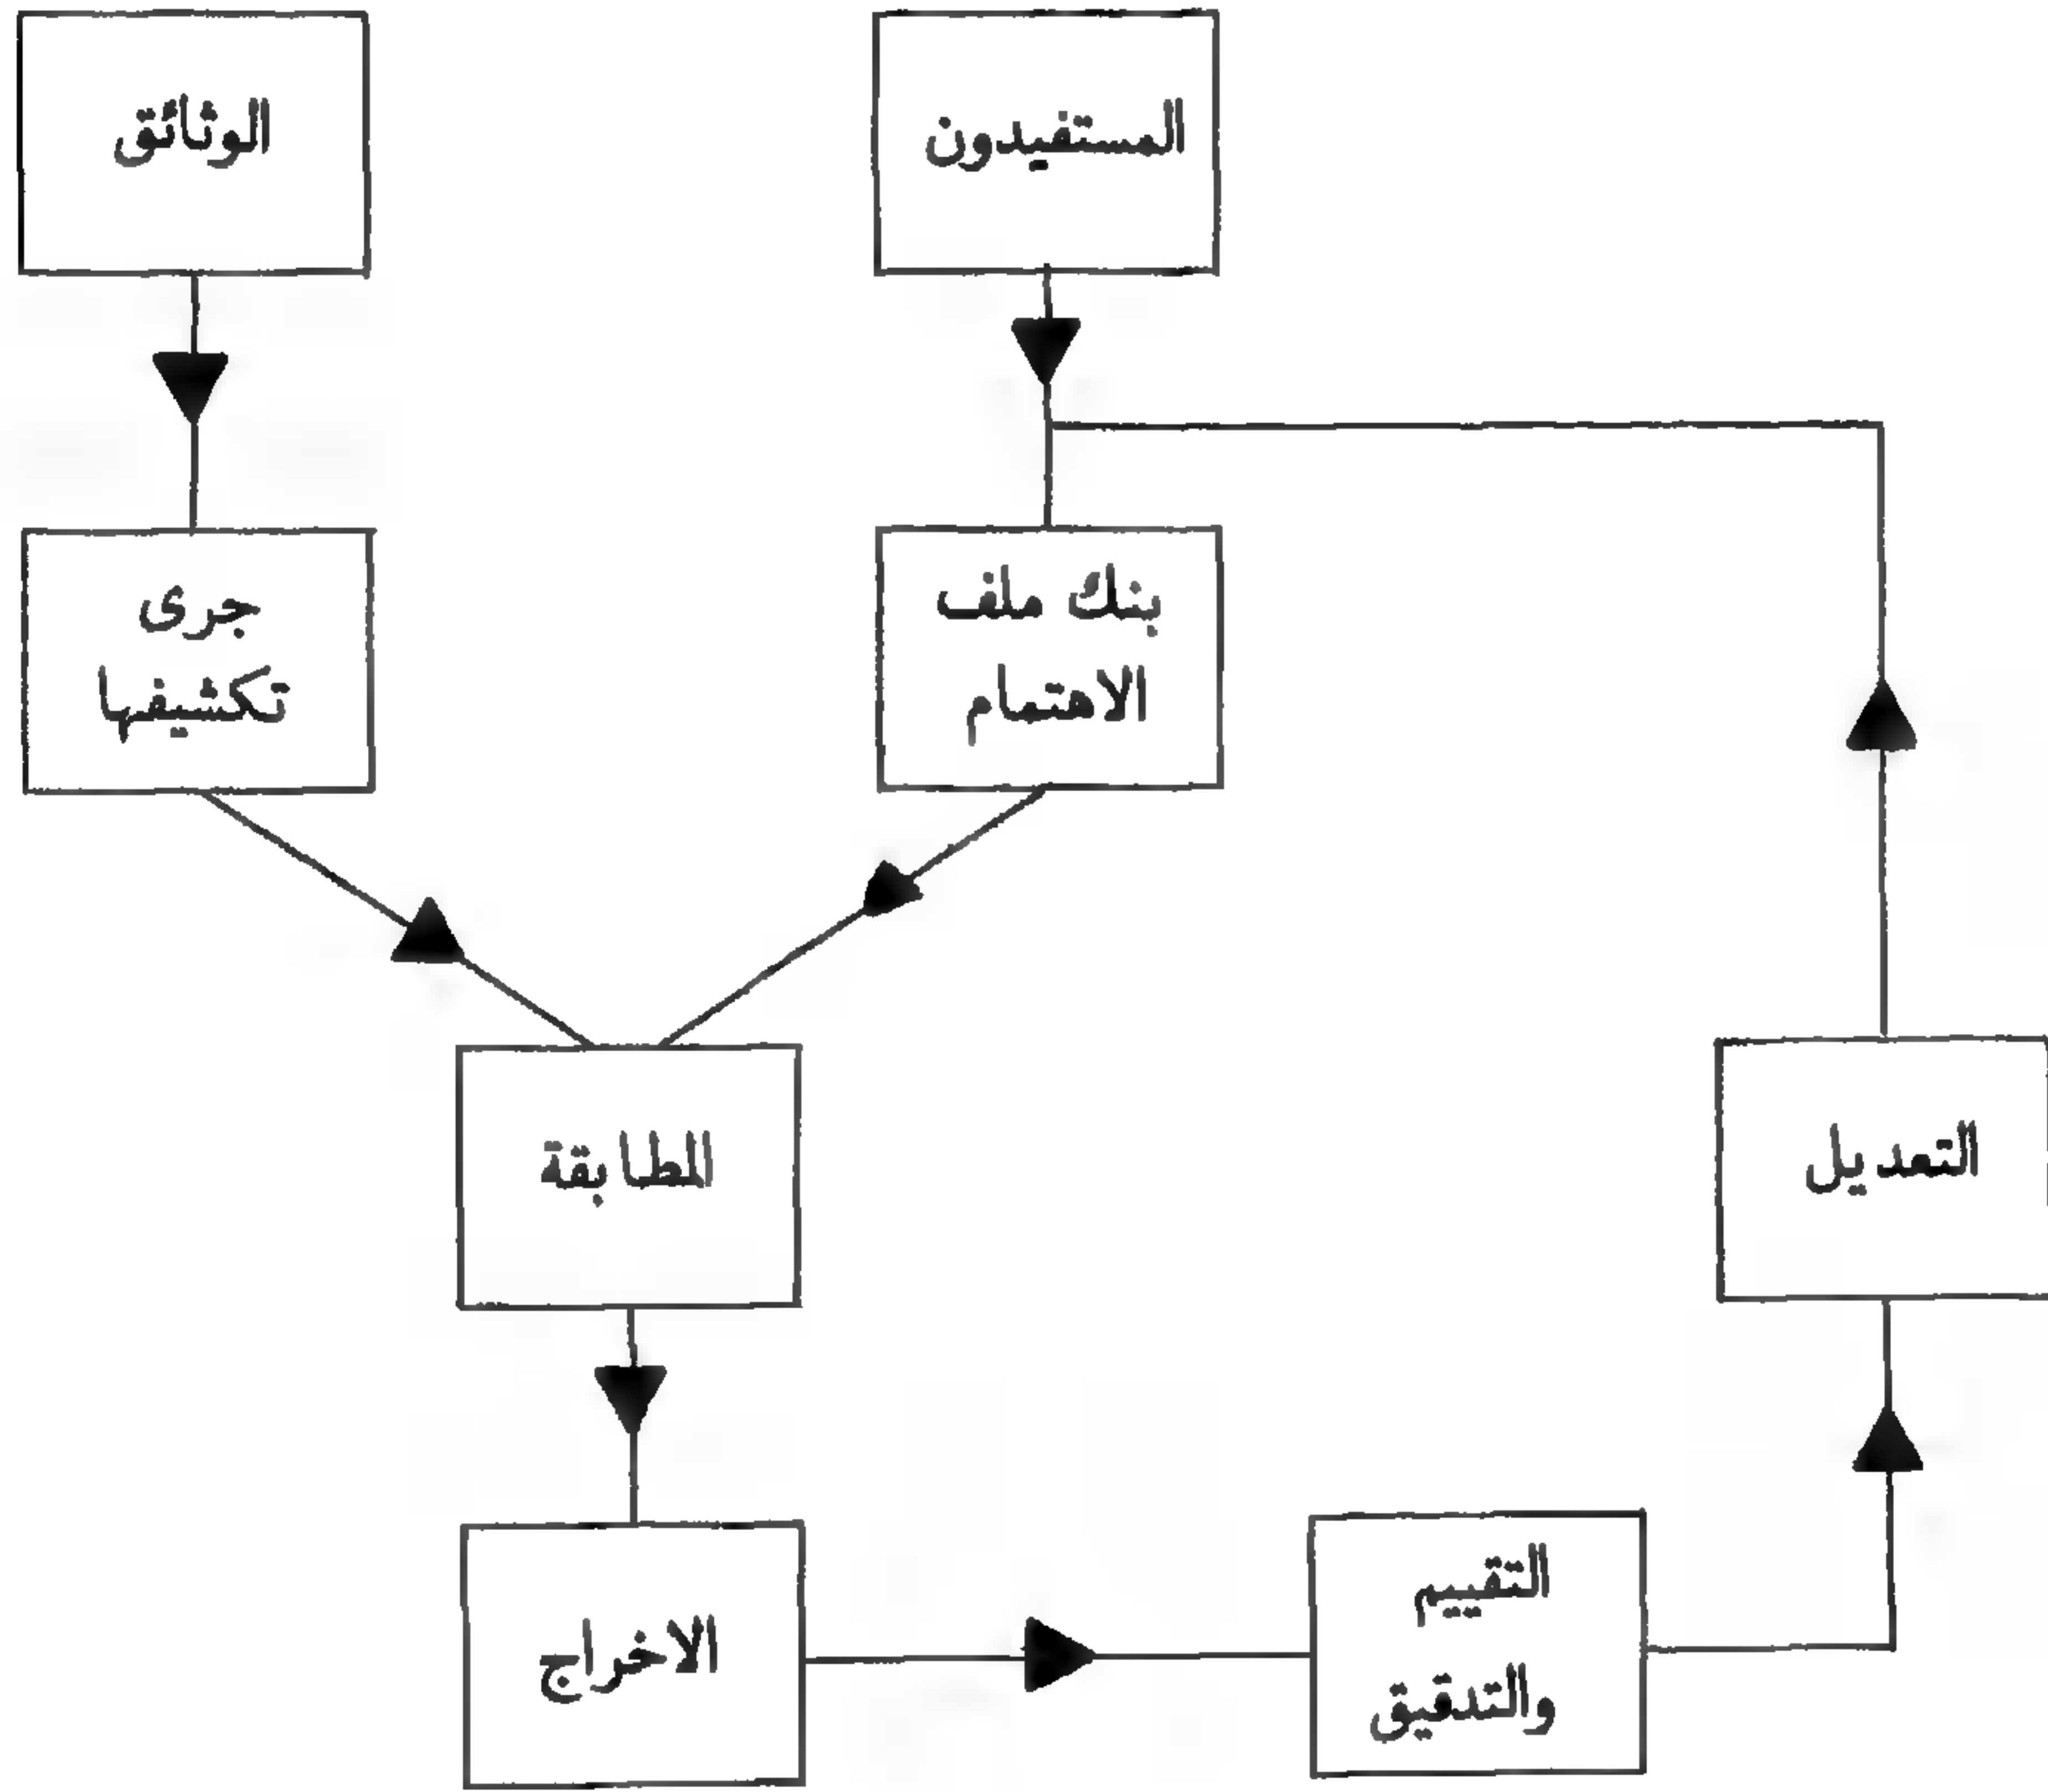 المستفيدون
الوثائق
بنك ملف
الاهتمام
جرى
تكشيفها
المطابقة
التعديل
الاخراج
التقييم
والتدقيق